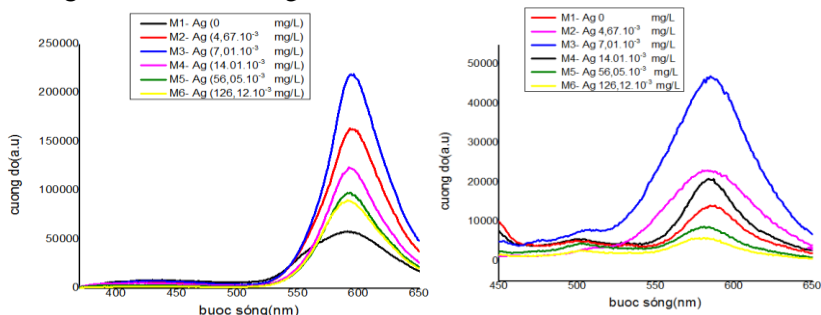 M1- Ag (0 mg/L)
M2- Ag (4,67.10⁻³ mg/L)
M3- Ag (7,01.10⁻³ mg/L)
M4- Ag (14.01.10⁻³ mg/L)
M5- Ag (56,05.10⁻³ mg/L)
M6- Ag (126,12.10⁻³ mg/L)
250000
200000
150000
100000
50000
0
400 450 500 550 600 650
cuong do(a.u)
buoc sóng(nm)
M1- Ag 0 mg/L
M2- Ag 4,67.10⁻³ mg/L
M3- Ag 7,01.10⁻³ mg/L
M4- Ag 14.01.10⁻³ mg/L
M5- Ag 56,05.10⁻³ mg/L
M6- Ag 126,12.10⁻³ mg/L
50000
40000
30000
20000
10000
0
450 500 550 600 650
cuong do(a.u)
buoc sóng(nm)